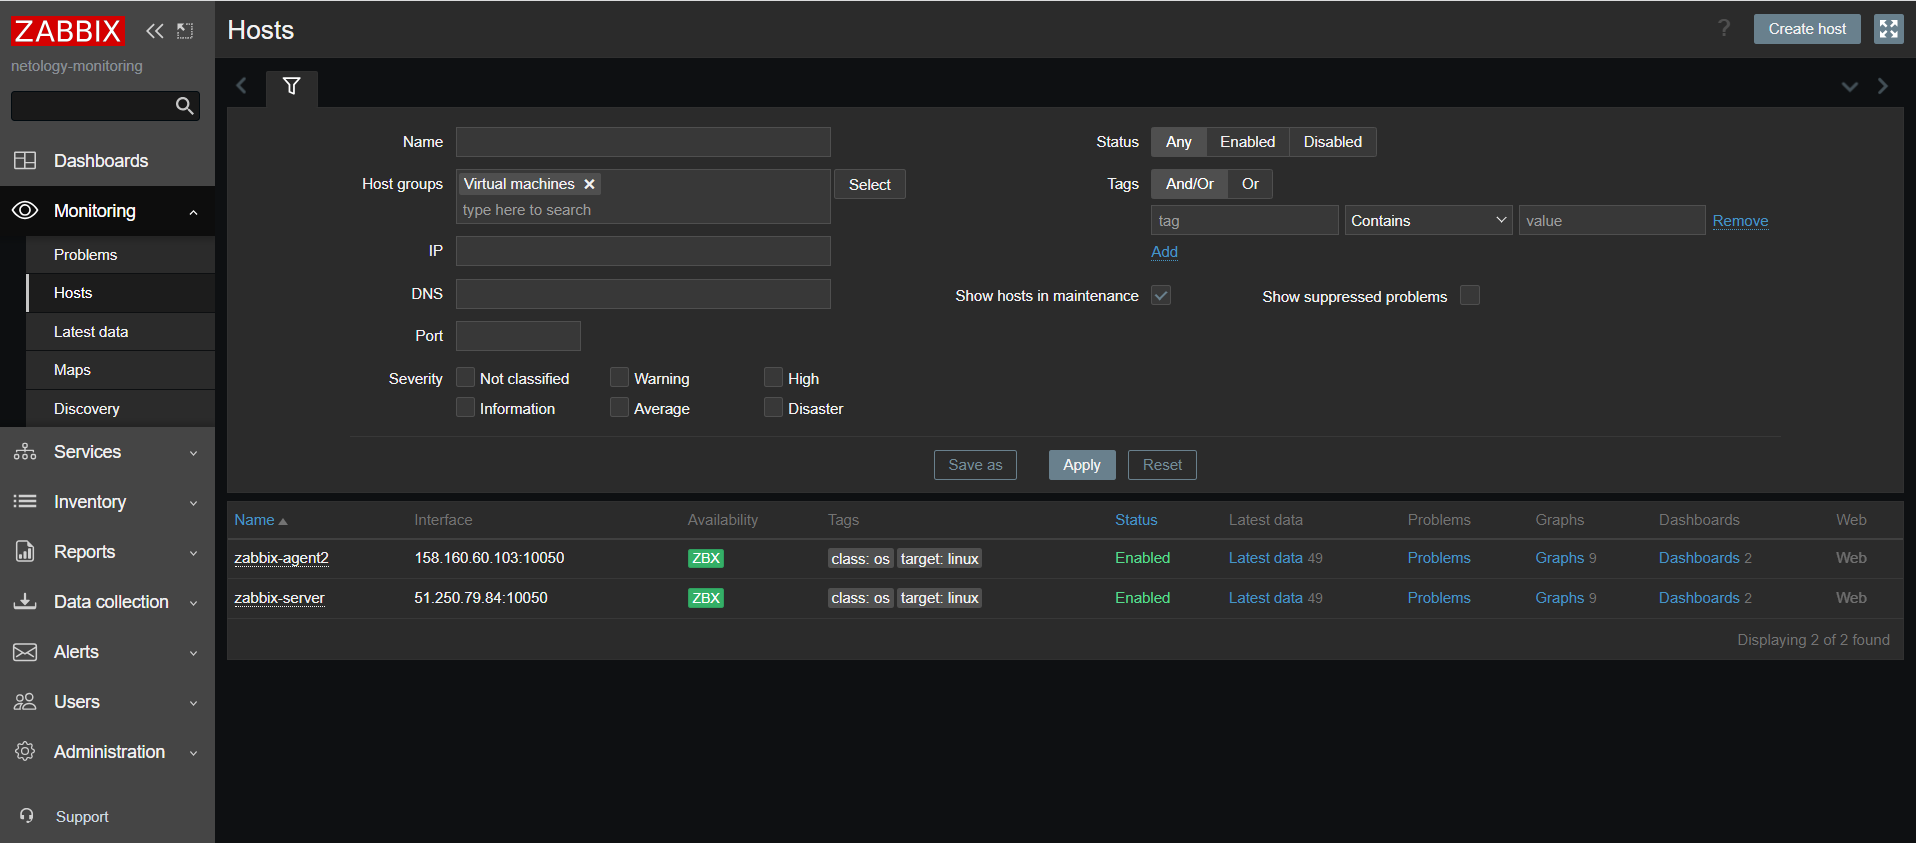 ZABBIX
netology-monitoring
Dashboards
Monitoring
Problems
Hosts
Latest data
Maps
Discovery
Services
Inventory
Reports
Data collection
Alerts
Users
Administration
Support
Hosts
? Create host
Name
Host groups Virtual machines × Select
type here to search
IP
DNS
Port
Severity Not classified Warning High
Information Average Disaster
Status Any Enabled Disabled
Tags And/Or Or
tag Contains value Remove
Add
Show hosts in maintenance Show suppressed problems
Save as Apply Reset
Name Interface Availability Tags Status Latest data Problems Graphs Dashboards Web
zabbix-agent2 158.160.60.103:10050 ZBX class: os target: linux Enabled Latest data 49 Problems Graphs 9 Dashboards 2 Web
zabbix-server 51.250.79.84:10050 ZBX class: os target: linux Enabled Latest data 49 Problems Graphs 9 Dashboards 2 Web
Displaying 2 of 2 found